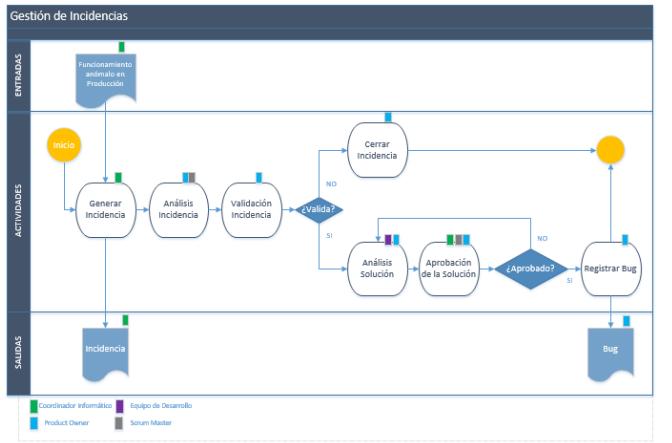 Gestión de Incidencias
ENTRADAS
Funcionamiento
anómalo en
Producción
ACTIVIDADES
Inicio
Generar
Incidencia
Análisis
Incidencia
Validación
Incidencia
¿Valida?
NO
SI
Cerrar
Incidencia
Análisis
Solución
Aprobación
de la Solución
¿Aprobado?
NO
SI
Registrar Bug
SALIDAS
Incidencia
Bug
Coordinador Informático
Equipo de Desarrollo
Product Owner
Scrum Master